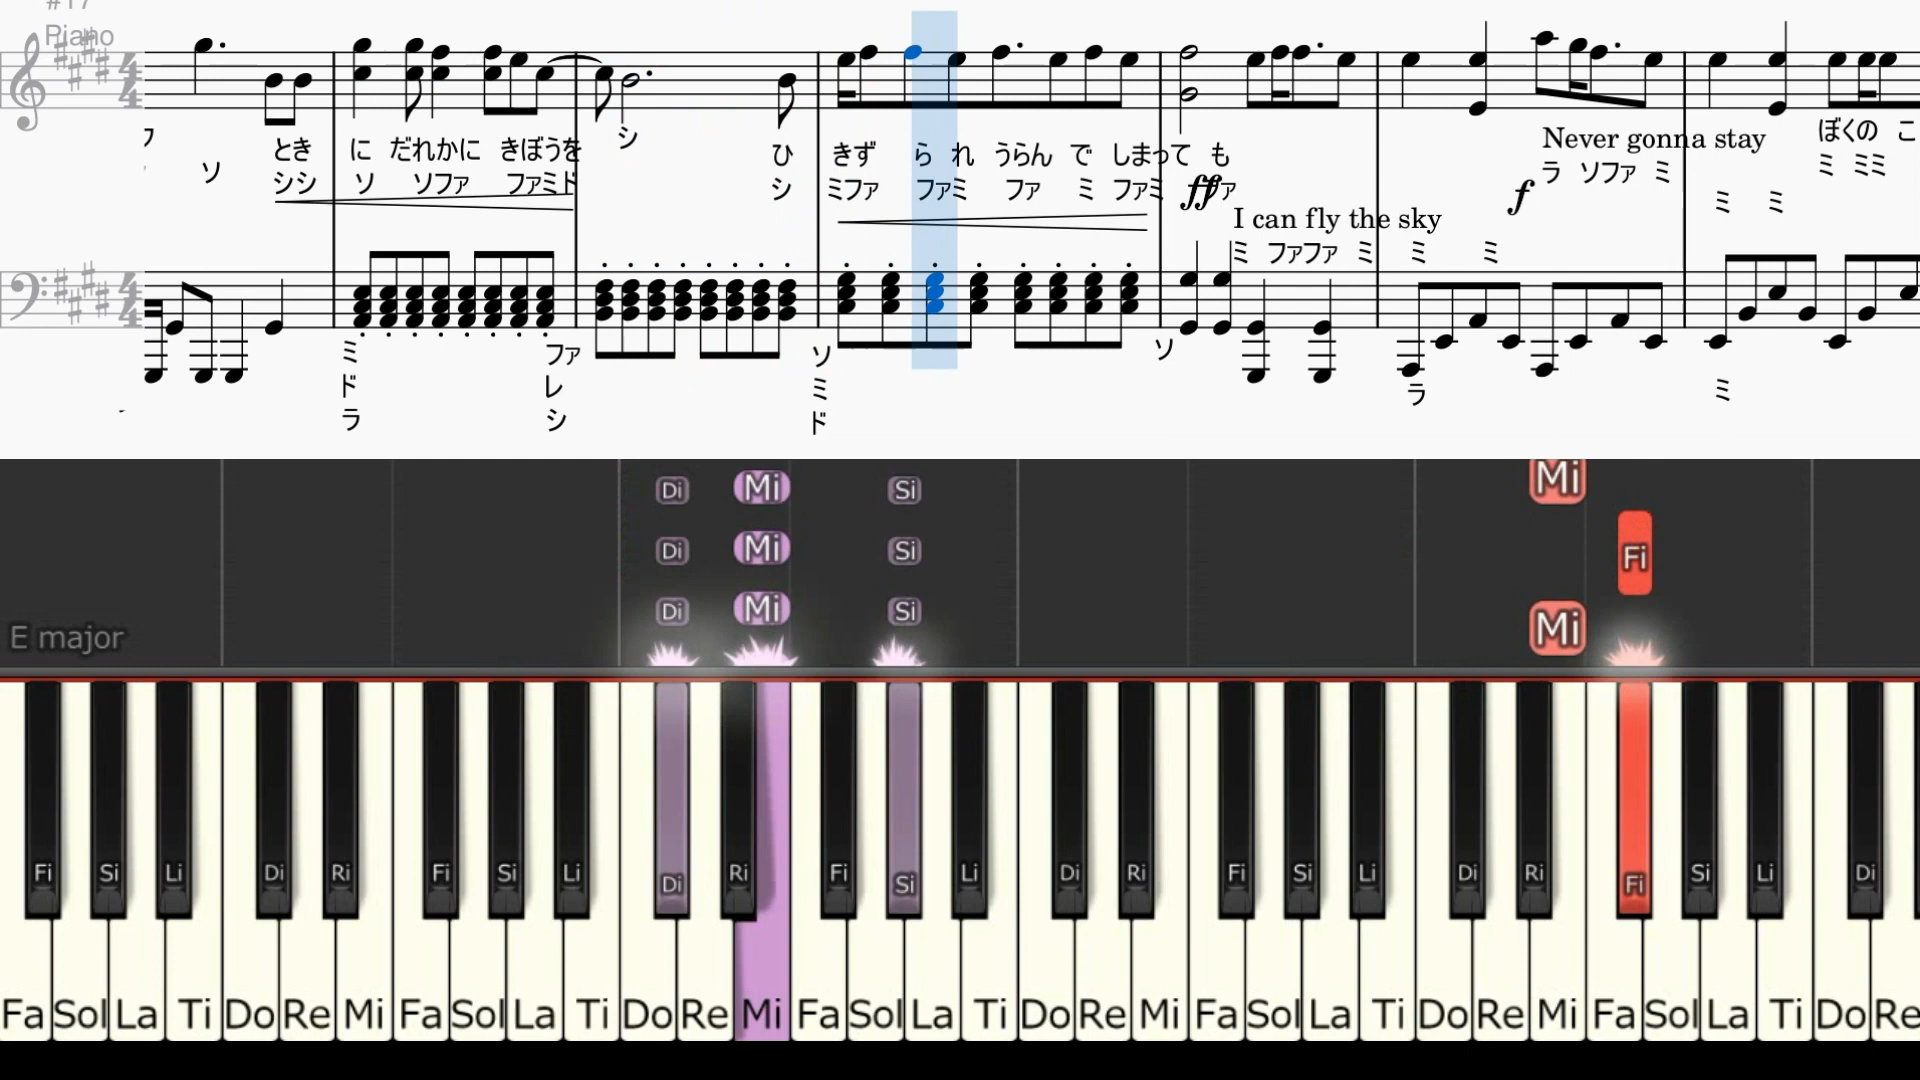 #17
Piano
とき に だれかに きぼうを シ ひ きず ら れ うらん で しまって も Never gonna stay ぼくの こ
ソ シシ ソ ソファ ファミド シ ミファ ファミ ファ ミ ファミ ff ファ f ラ ソファ ミ ミ ミミ
ミ ミ
I can fly the sky
ミ ファファ ミ ミ ミ
ミ ファ ソ ソ
ド レ ミ ラ ミ
ラ シ ド
Di Mi Si Mi
Di Mi Si Fi
Di Mi Si Mi
E major
Fi Si Li Di Ri Fi Si Li Di Ri Fi Si Li Di Ri Fi Si Li Di Ri Fi Si Li Di
Fa Sol La Ti Do Re Mi Fa Sol La Ti Do Re Mi Fa Sol La Ti Do Re Mi Fa Sol La Ti Do Re Mi Fa Sol La Ti Do Re